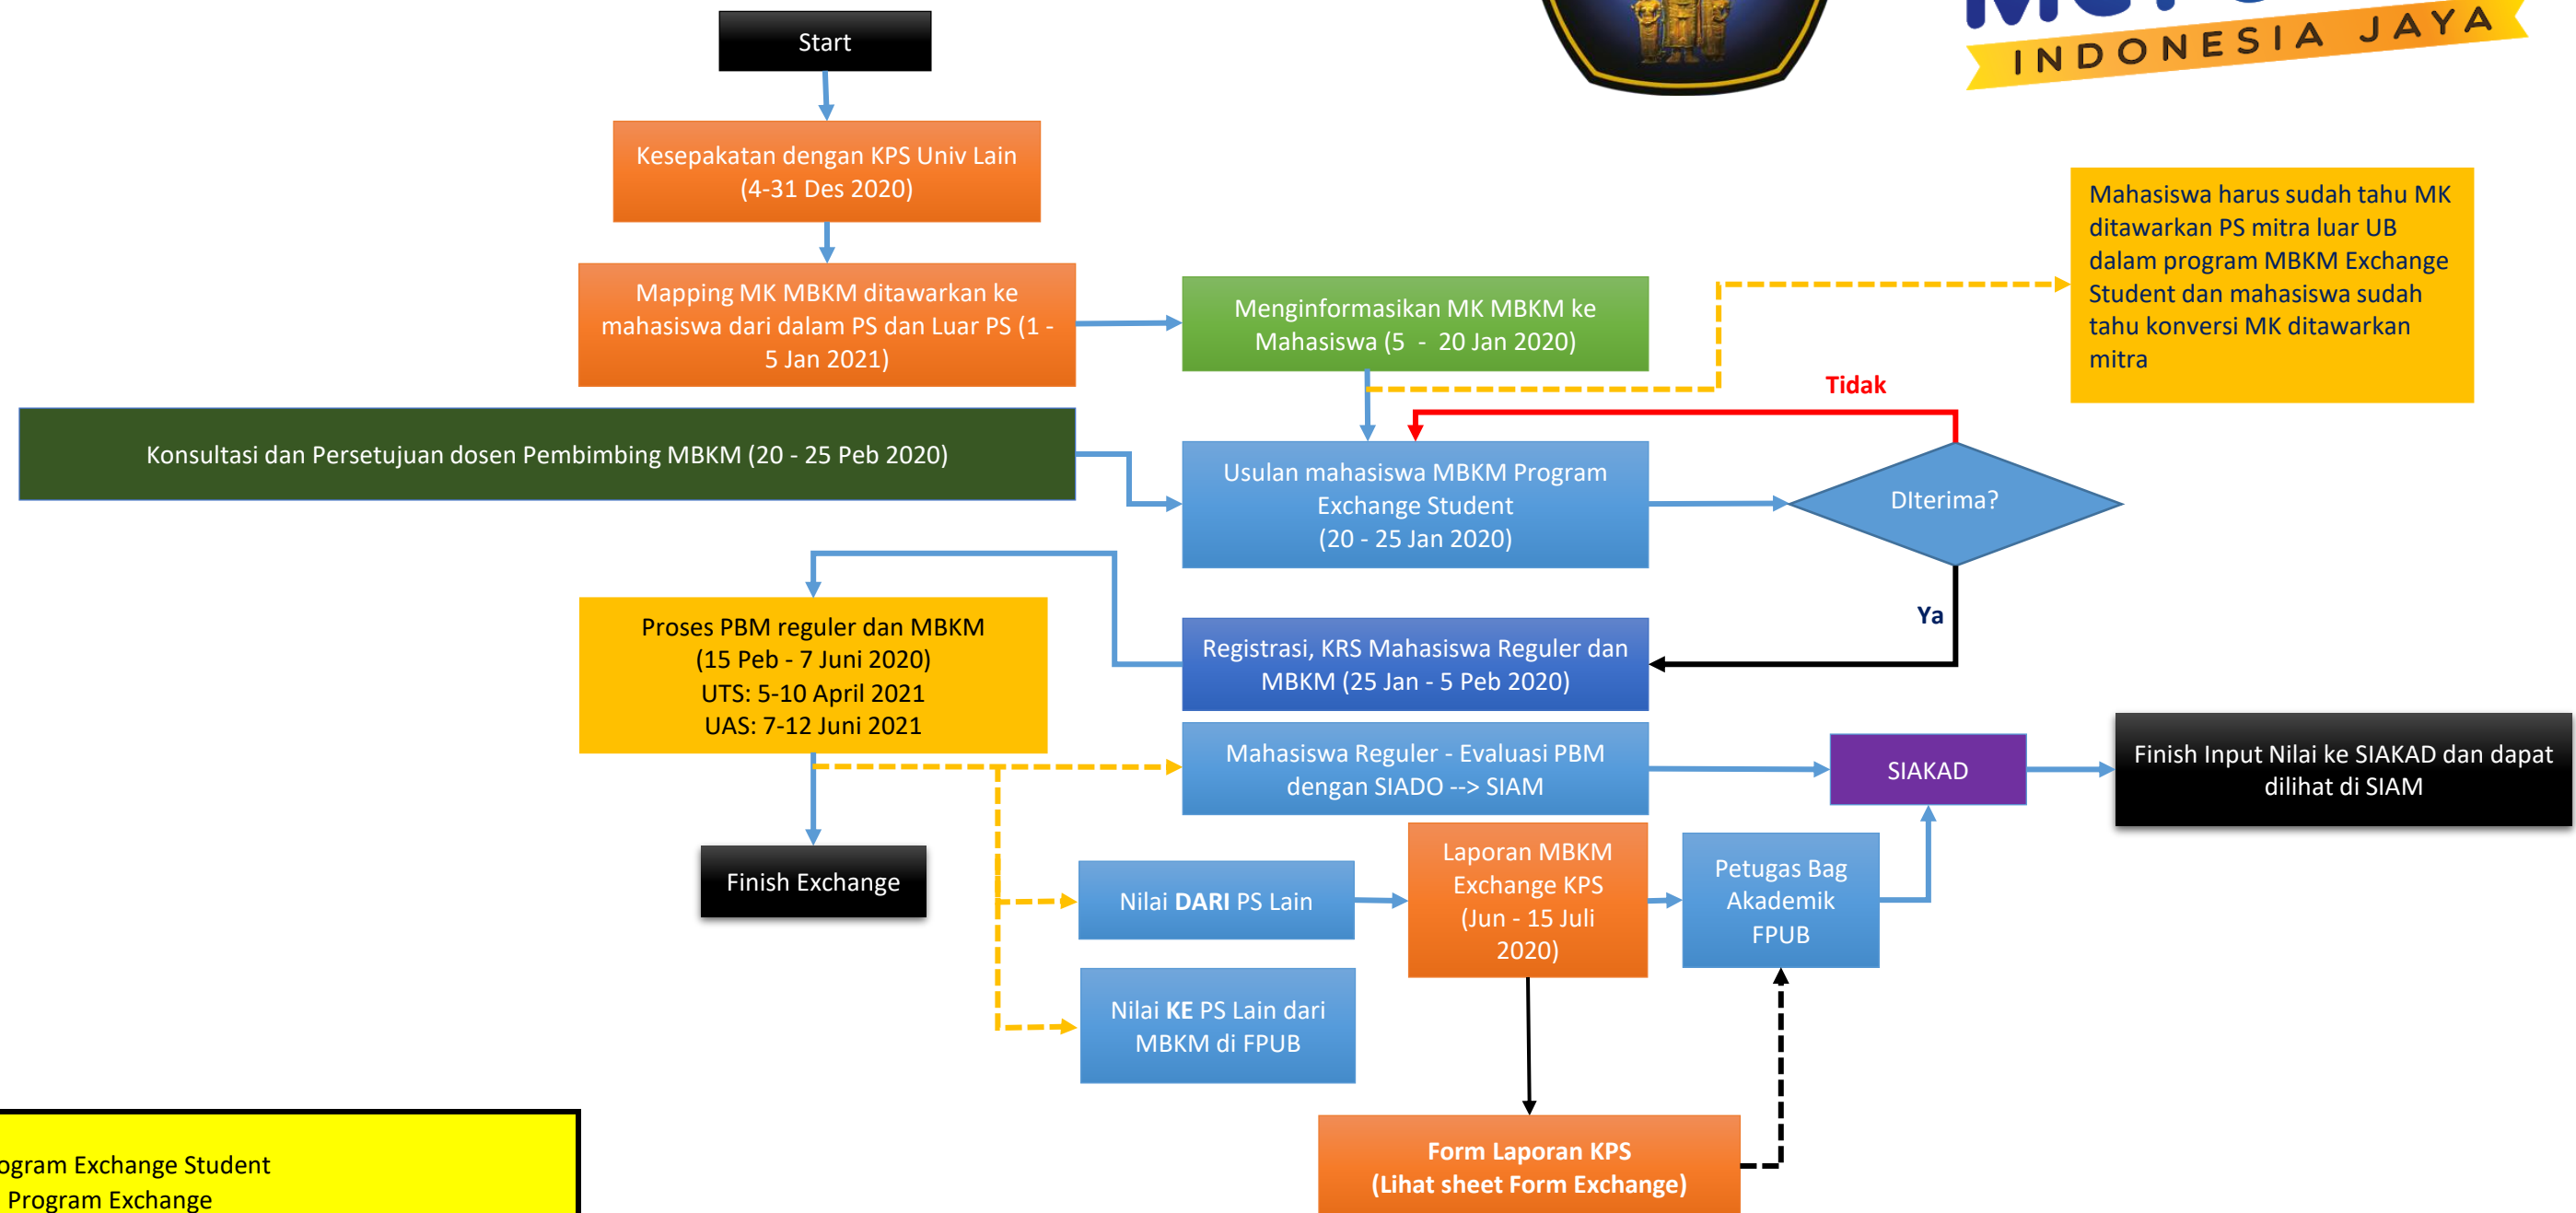 INDONESIA JAYA
Start
Kesepakatan dengan KPS Univ Lain
(4-31 Des 2020)
Mapping MK MBKM ditawarkan ke
mahasiswa dari dalam PS dan Luar PS (1 -
5 Jan 2021)
Menginformasikan MK MBKM ke
Mahasiswa (5 - 20 Jan 2020)
Mahasiswa harus sudah tahu MK
ditawarkan PS mitra luar UB
dalam program MBKM Exchange
Student dan mahasiswa sudah
tahu konversi MK ditawarkan
mitra
Tidak
Konsultasi dan Persetujuan dosen Pembimbing MBKM (20 - 25 Peb 2020)
Usulan mahasiswa MBKM Program
Exchange Student
(20 - 25 Jan 2020)
DIterima?
Ya
Registrasi, KRS Mahasiswa Reguler dan
MBKM (25 Jan - 5 Peb 2020)
Proses PBM reguler dan MBKM
(15 Peb - 7 Juni 2020)
UTS: 5-10 April 2021
UAS: 7-12 Juni 2021
Mahasiswa Reguler - Evaluasi PBM
dengan SIADO --> SIAM
SIAKAD
Finish Input Nilai ke SIAKAD dan dapat
dilihat di SIAM
Finish Exchange
Nilai DARI PS Lain
Laporan MBKM
Exchange KPS
(Jun - 15 Juli
2020)
Petugas Bag
Akademik
FPUB
Nilai KE PS Lain dari
MBKM di FPUB
Form Laporan KPS
(Lihat sheet Form Exchange)
ogram Exchange Student
Program Exchange